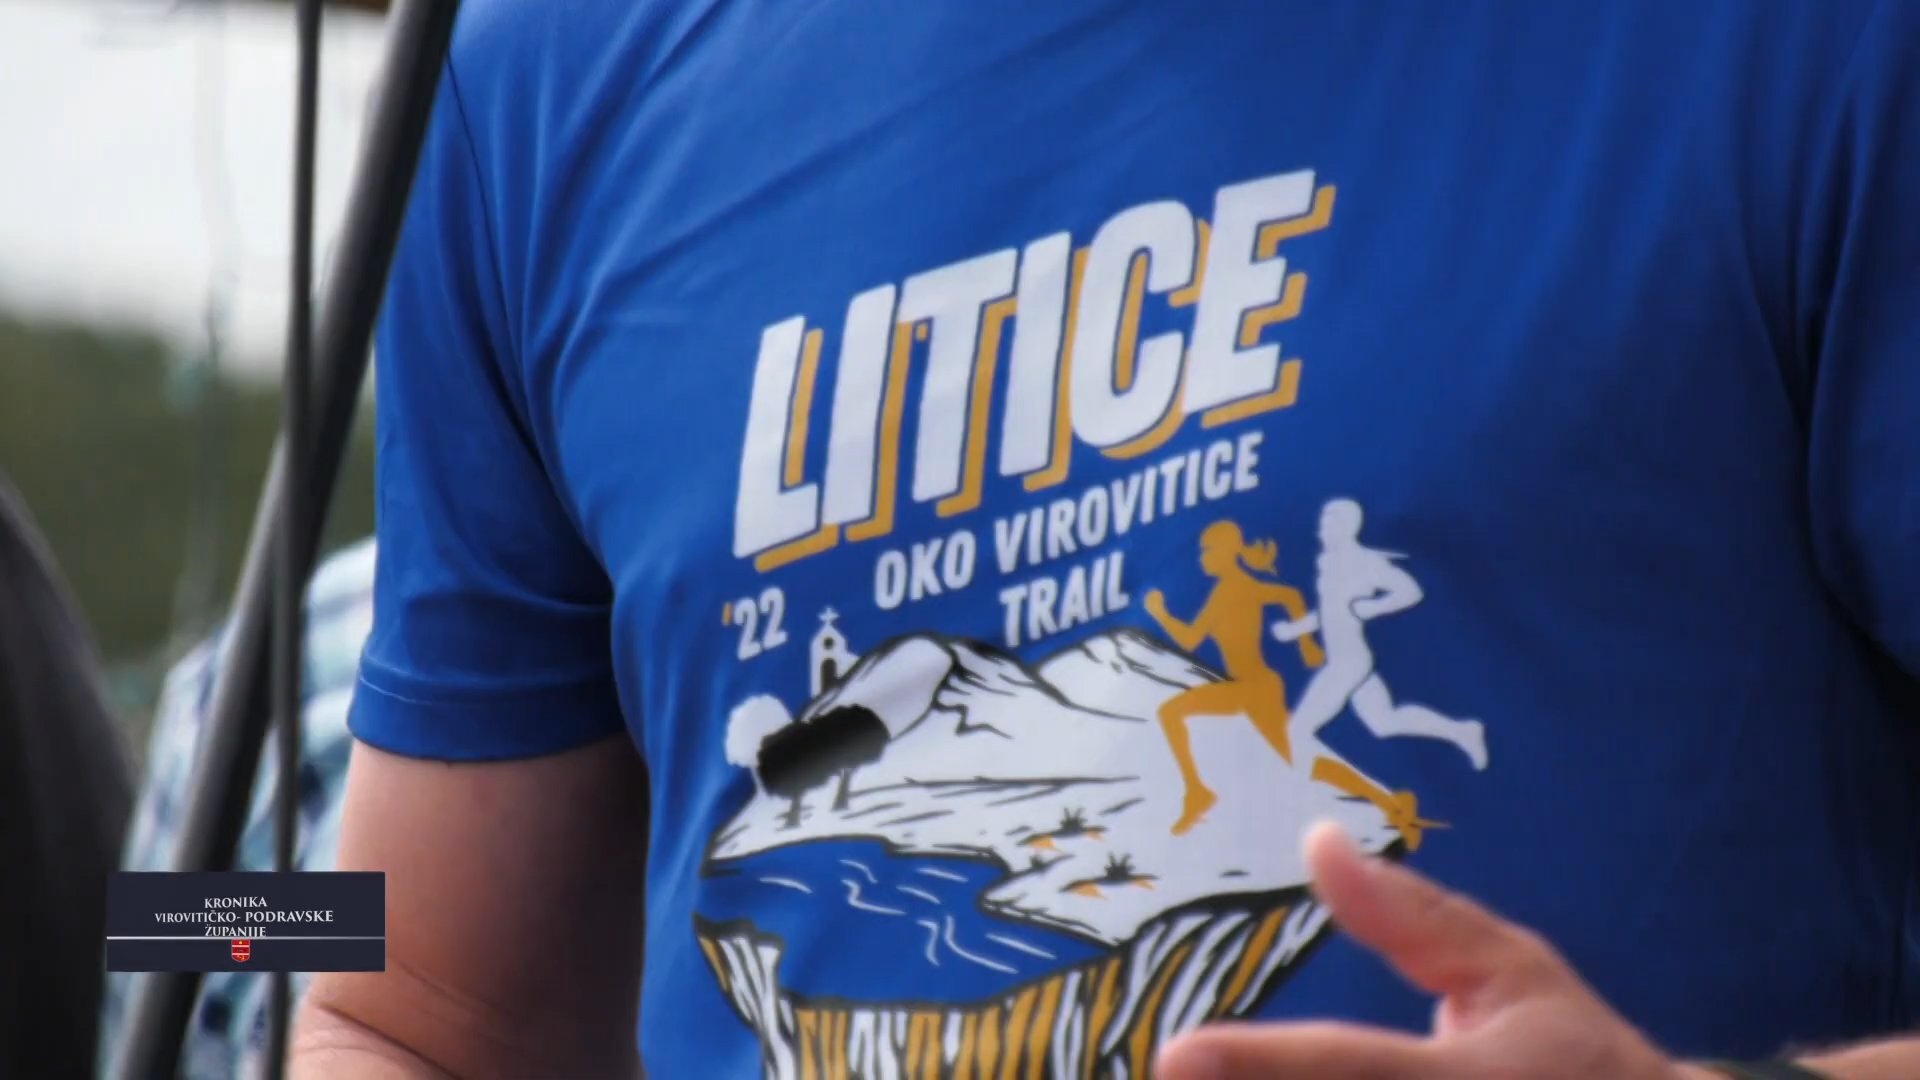 LITICE
OKO VIROVITICE
TRAIL
'22
KRONIKA
VIROVITIČKO- PODRAVSKE
ŽUPANIJE